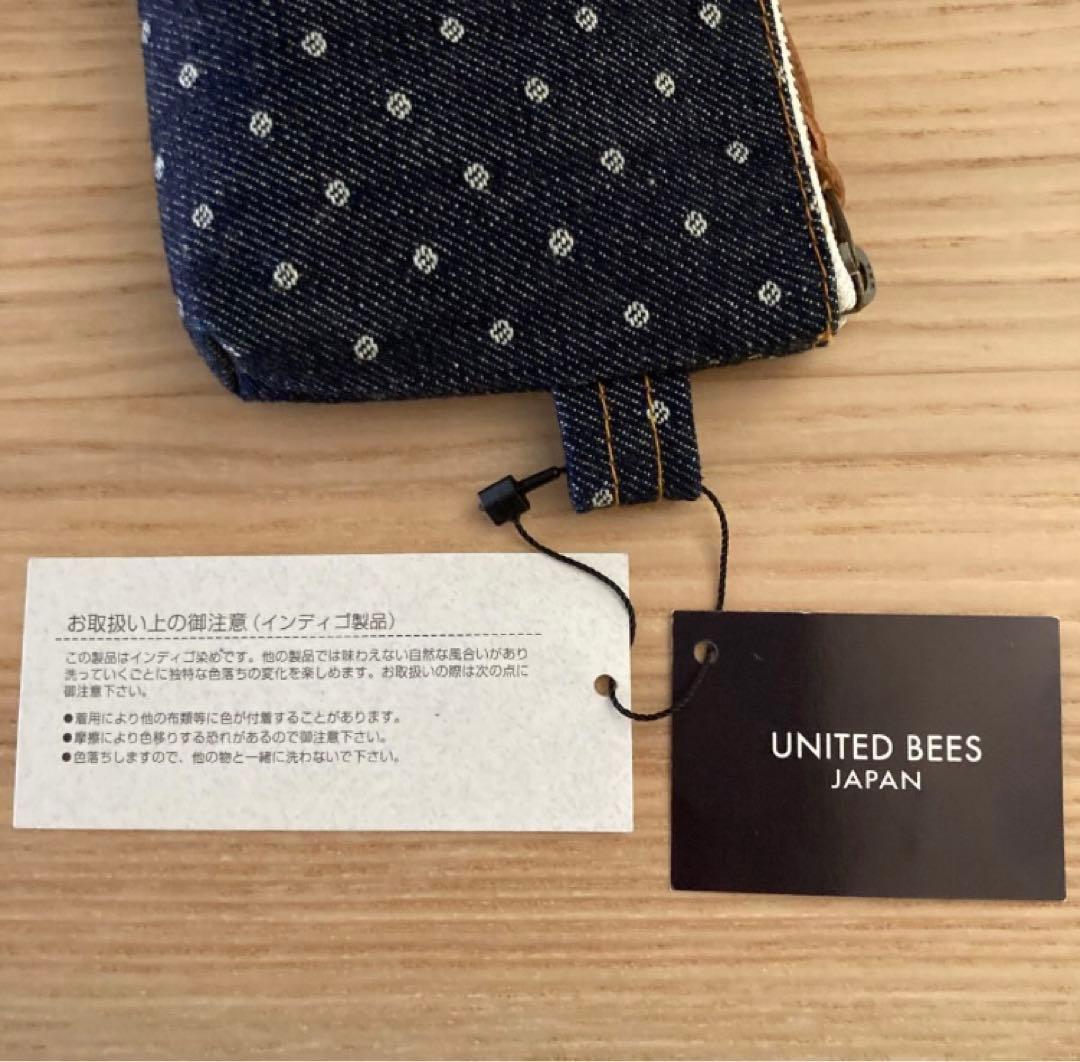 お取扱い上の御注意(インディゴ製品)
この製品はインディゴ染めです。他の製品では味わえない自然な風合いがあり
洗っていくごとに独特な色落ちの変化を楽しめます。お取扱いの際は次の点に
御注意下さい。
●着用により他の布類等に色が付着することがあります。
●摩擦により色移りする恐れがあるので御注意下さい。
●色落ちしますので、他の物と一緒に洗わないで下さい。
UNITED BEES
JAPAN